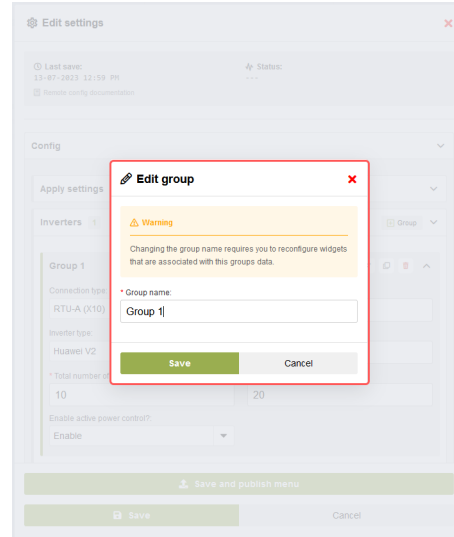 Edit settings
Last save:
13-07-2023 12:59 PM
Status:
---
Remote config documentation
Config
Apply settings
Inverters 1
Group
Edit group
Warning
Changing the group name requires you to reconfigure widgets
that are associated with this groups data.
* Group name:
Group 1
Save
Cancel
Group 1
Connection type:
RTU-A (X10)
Inverter type:
Huawei V2
* Total number of
10
20
Enable active power control?:
Enable
Save and publish menu
Save
Cancel